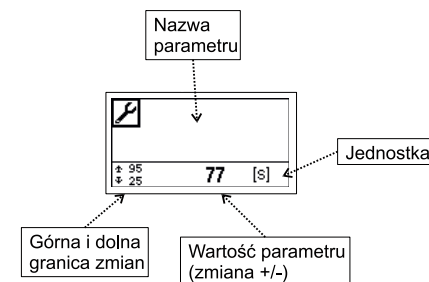 Nazwa
parametru
95
25
77
[s]
Jednostka
Górna i dolna
granica zmian
Wartość parametru
(zmiana +/-)